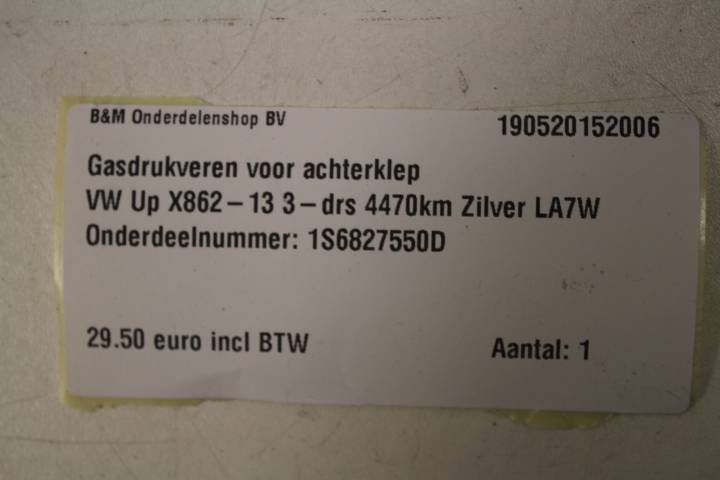 B&M Onderdelenshop BV
190520152006
Gasdrukveren voor achterklep
VW Up X862-13 3-drs 4470km Zilver LA7W
Onderdeelnummer: 1S6827550D
29.50 euro incl BTW
Aantal: 1